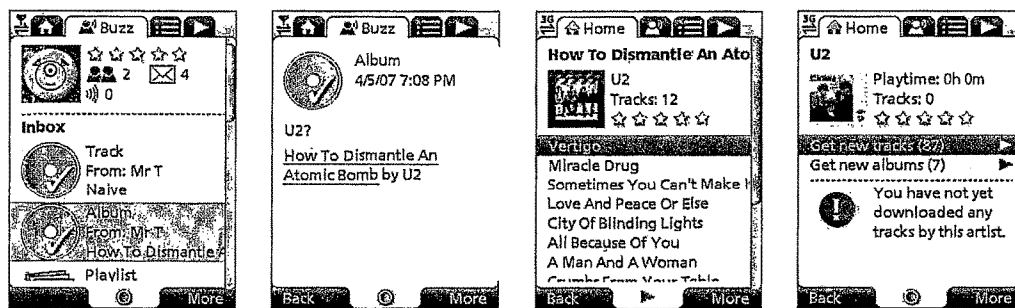 Buzz
2
4
0
Inbox
Track
From: Mr T
Naive
Album
From: Mr T
How To Dismantle A
Playlist
More
Buzz
Album
4/5/07 7:08 PM
U2?
How To Dismantle An
Atomic Bomb by U2
Back
More
3G
Home
How To Dismantle An Ato
U2
Tracks: 12
Vertigo
Miracle Drug
Sometimes You Can't Make I
Love And Peace Or Else
City Of Blinding Lights
All Because Of You
A Man And A Woman
Crumbs From Your Table
Back
More
3G
Home
U2
Playtime: 0h 0m
Tracks: 0
Get new tracks (87)
Get new albums (7)
You have not yet
downloaded any
tracks by this artist.
Back
More